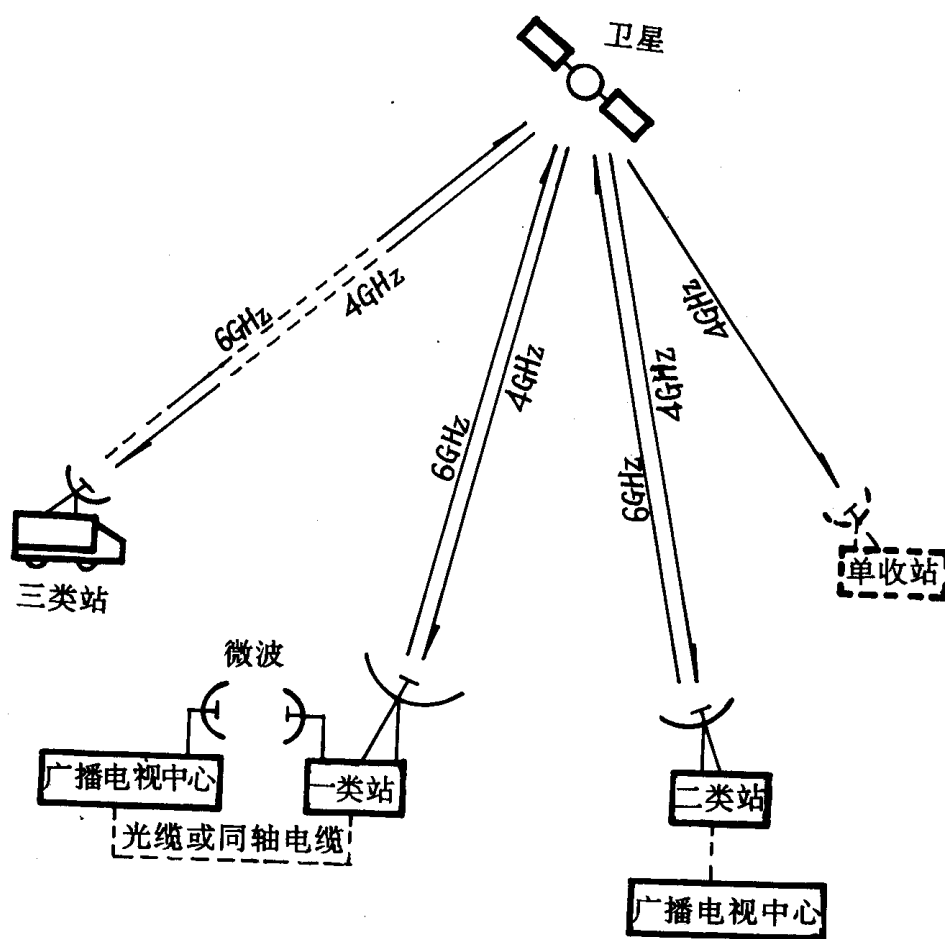 卫星
6GHz
4GHz
6GHz
4GHz
6GHz
4GHz
4GHz
三类站
单收站
微波
广播电视中心
一类站
光缆或同轴电缆
二类站
广播电视中心